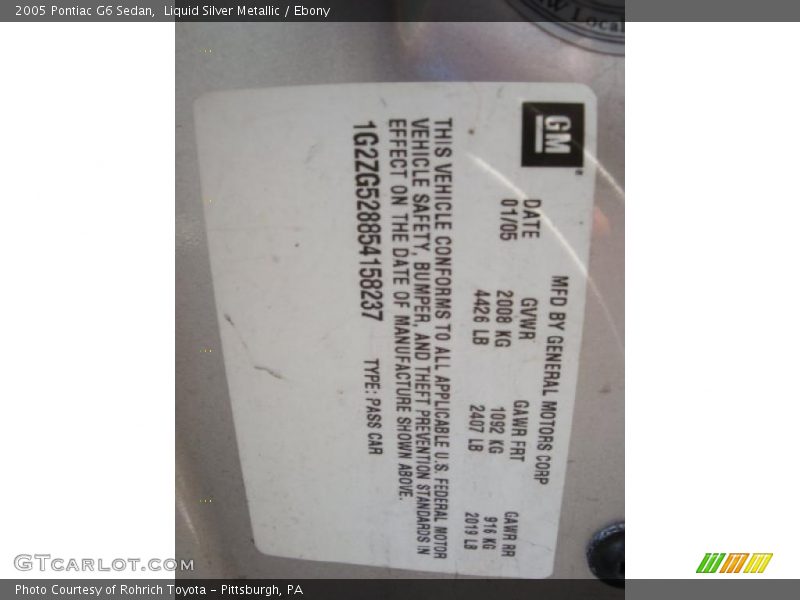 2005 Pontiac G6 Sedan, Liquid Silver Metallic / Ebony
W Local
GM
MFD BY GENERAL MOTORS CORP
DATE GVWR GAWR FRT GAWR RR
01/05 2008 KG 1092 KG 916 KG
4426 LB 2407 LB 2019 LB
THIS VEHICLE CONFORMS TO ALL APPLICABLE U.S. FEDERAL MOTOR
VEHICLE SAFETY, BUMPER, AND THEFT PREVENTION STANDARDS IN
EFFECT ON THE DATE OF MANUFACTURE SHOWN ABOVE.
1G2ZG528854158237 TYPE: PASS CAR
GTCarlot.com
Photo Courtesy of Rohrich Toyota - Pittsburgh, PA